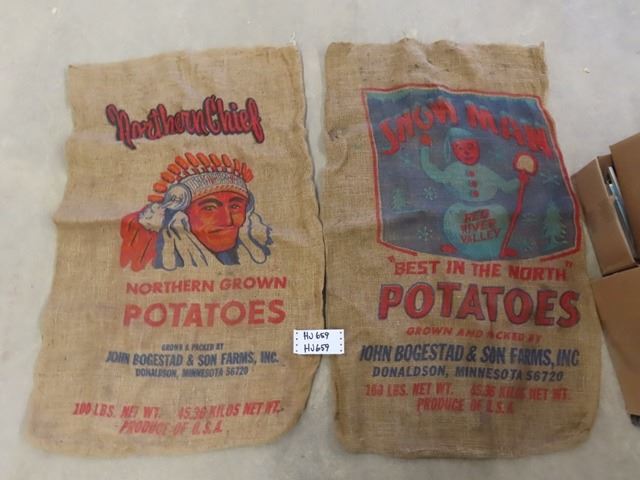 Northern Chief
NORTHERN GROWN
POTATOES
GROWN & PACKED BY
JOHN BOGESTAD & SON FARMS, INC.
DONALDSON, MINNESOTA 56720
100 LBS. NET WT. 45.36 KILOS NET WT.
PRODUCE OF U.S.A.
HJ659
HJ659
SNOW MAN
RED
RIVER
VALLEY
"BEST IN THE NORTH"
POTATOES
GROWN AND PACKED BY
JOHN BOGESTAD & SON FARMS, INC
DONALDSON, MINNESOTA 56720
100 LBS. NET WT. 45.36 KILOS NET WT.
PRODUCE OF U.S.A.